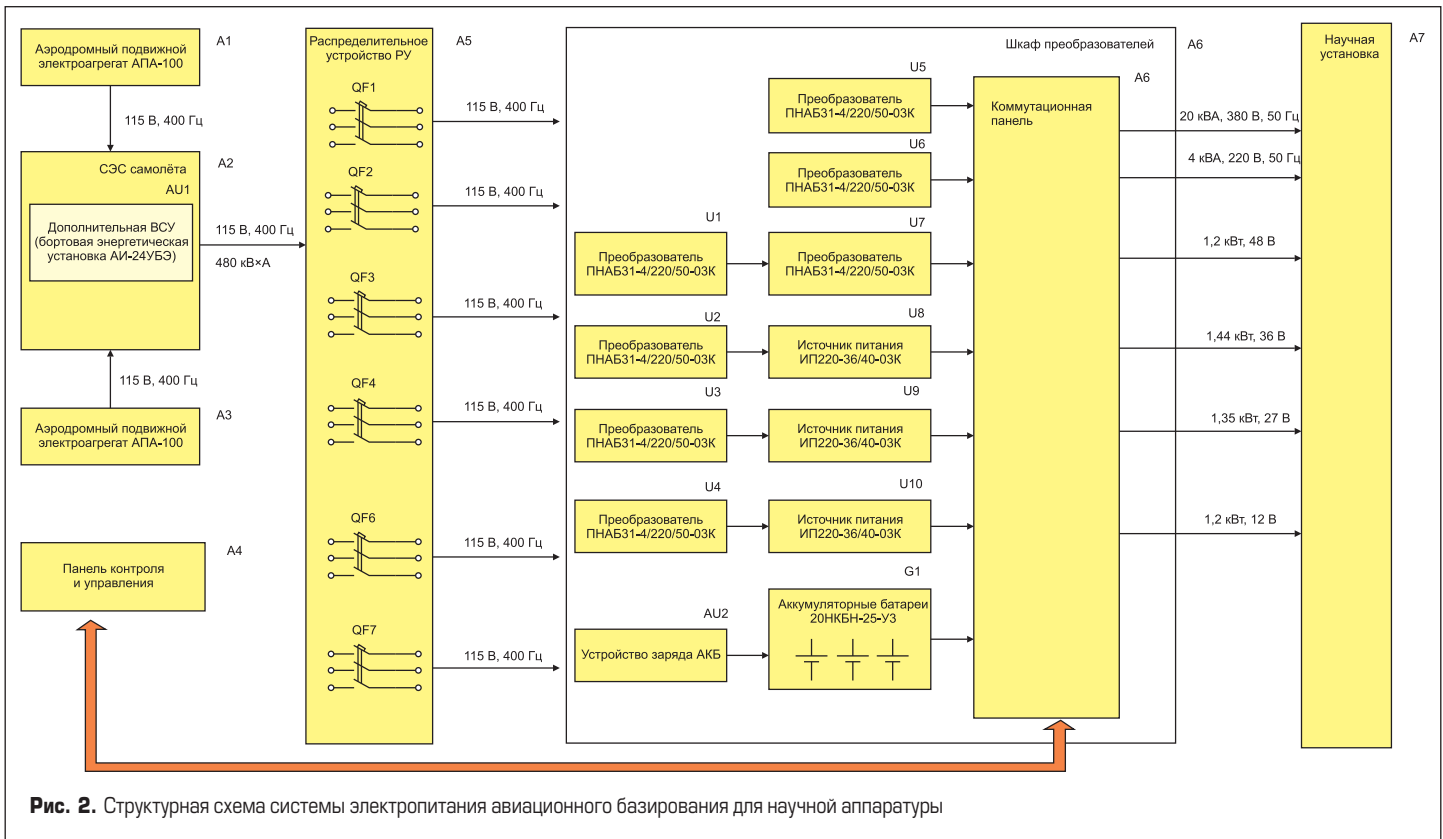 Аэродромный подвижной
электроагрегат АПА-100
A1
115 В, 400 Гц
СЭС самолёта
A2
AU1
Дополнительная ВСУ
(бортовая энергетическая
установка АИ-24УБЭ)
115 В, 400 Гц
480 кВ×А
115 В, 400 Гц
A3
Аэродромный подвижной
электроагрегат АПА-100
A4
Панель контроля
и управления
Распределительное
устройство РУ
A5
QF1
115 В, 400 Гц
QF2
115 В, 400 Гц
QF3
115 В, 400 Гц
QF4
115 В, 400 Гц
QF6
115 В, 400 Гц
QF7
115 В, 400 Гц
Шкаф преобразователей
A6
U5
Преобразователь
ПНАБ31-4/220/50-03К
U6
Преобразователь
ПНАБ31-4/220/50-03К
U1
Преобразователь
ПНАБ31-4/220/50-03К
U7
Преобразователь
ПНАБ31-4/220/50-03К
U2
Преобразователь
ПНАБ31-4/220/50-03К
U8
Источник питания
ИП220-36/40-03К
U3
Преобразователь
ПНАБ31-4/220/50-03К
U9
Источник питания
ИП220-36/40-03К
U4
Преобразователь
ПНАБ31-4/220/50-03К
U10
Источник питания
ИП220-36/40-03К
AU2
Устройство заряда АКБ
G1
Аккумуляторные батареи
20НКБН-25-У3
A6
Коммутационная
панель
20 кВА, 380 В, 50 Гц
4 кВА, 220 В, 50 Гц
1,2 кВт, 48 В
1,44 кВт, 36 В
1,35 кВт, 27 В
1,2 кВт, 12 В
Научная
установка
A7
Рис. 2. Структурная схема системы электропитания авиационного базирования для научной аппаратуры